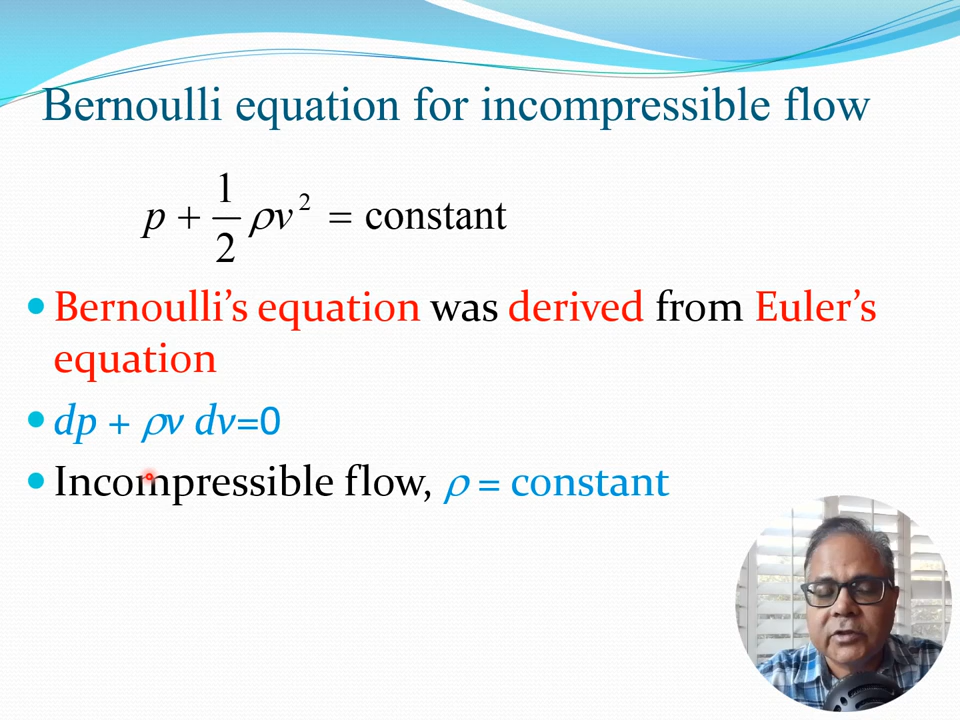 Bernoulli equation for incompressible flow
p + 1/2 ρv² = constant
Bernoulli’s equation was derived from Euler’s
equation
dp + ρv dv=0
Incompressible flow, ρ = constant